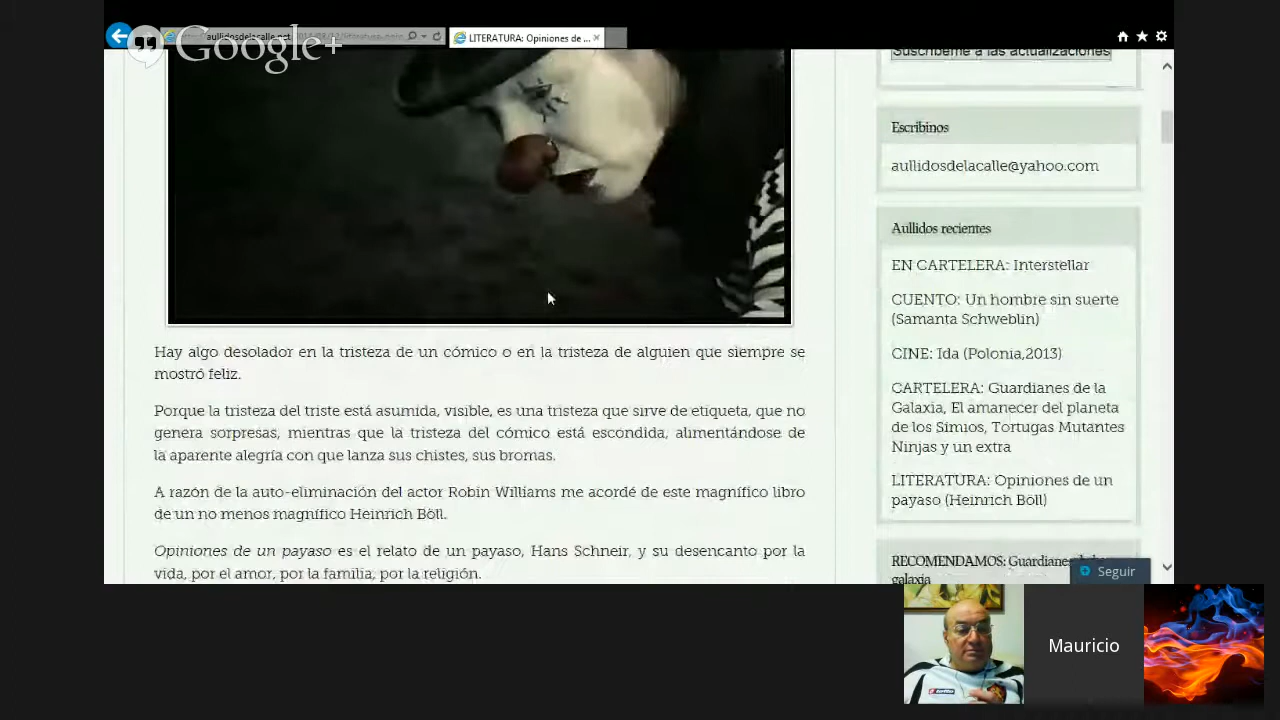 Google+
aullidosdelacalle.net
LITERATURA: Opiniones de ...
Hay algo desolador en la tristeza de un cómico o en la tristeza de alguien que siempre se
mostró feliz.
Porque la tristeza del triste está asumida, visible, es una tristeza que sirve de etiqueta, que no
genera sorpresas, mientras que la tristeza del cómico está escondida, alimentándose de
la aparente alegría con que lanza sus chistes, sus bromas.
A razón de la auto-eliminación del actor Robin Williams me acordé de este magnífico libro
de un no menos magnífico Heinrich Böll.
Opiniones de un payaso es el relato de un payaso, Hans Schneir, y su desencanto por la
vida, por el amor, por la familia, por la religión.
Suscribeme a las actualizaciones
Escribinos
aullidosdelacalle@yahoo.com
Aullidos recientes
EN CARTELERA: Interstellar
CUENTO: Un hombre sin suerte
(Samanta Schweblin)
CINE: Ida (Polonia,2013)
CARTELERA: Guardianes de la
Galaxia, El amanecer del planeta
de los Simios, Tortugas Mutantes
Ninjas y un extra
LITERATURA: Opiniones de un
payaso (Heinrich Böll)
RECOMENDAMOS: Guardianes de la
galaxia
Seguir
Mauricio